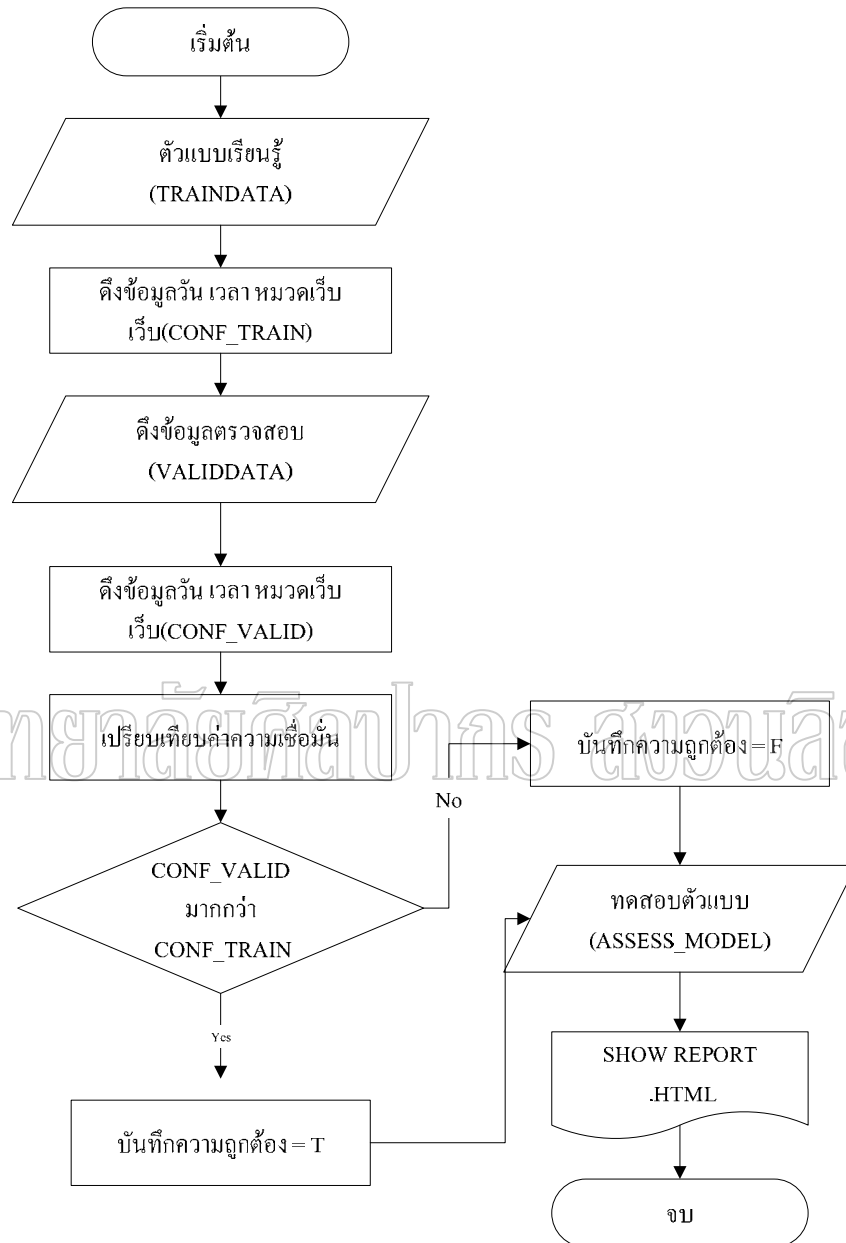 เริ่มต้น
ตัวแบบเรียนรู้
(TRAINDATA)
ดึงข้อมูลวัน เวลา หมวดเว็บ
เว็บ(CONF_TRAIN)
ดึงข้อมูลตรวจสอบ
(VALIDDATA)
ดึงข้อมูลวัน เวลา หมวดเว็บ
เว็บ(CONF_VALID)
เปรียบเทียบค่าความเชื่อมั่น
CONF_VALID
มากกว่า
CONF_TRAIN
No
Yes
บันทึกความถูกต้อง = T
บันทึกความถูกต้อง = F
ทดสอบตัวแบบ
(ASSESS_MODEL)
SHOW REPORT
.HTML
จบ